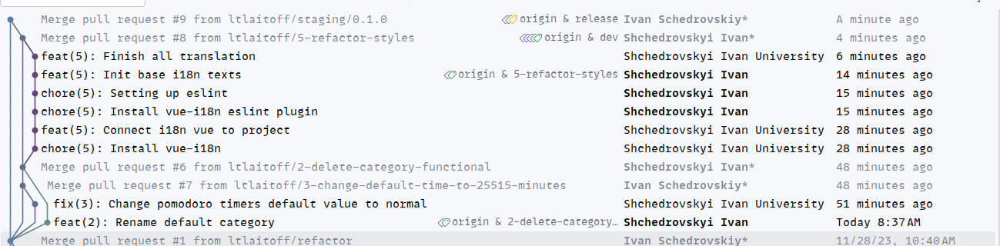 Merge pull request #9 from ltlaitoff/staging/0.1.0 origin & release Ivan Schedrovskiy* A minute ago
Merge pull request #8 from ltlaitoff/5-refactor-styles origin & dev Shchedrovskyi Ivan* 4 minutes ago
feat(5): Finish all translation Shchedrovskyi Ivan University 6 minutes ago
feat(5): Init base i18n texts origin & 5-refactor-styles Shchedrovskyi Ivan 14 minutes ago
chore(5): Setting up eslint Shchedrovskyi Ivan 15 minutes ago
chore(5): Install vue-i18n eslint plugin Shchedrovskyi Ivan 15 minutes ago
feat(5): Connect i18n vue to project Shchedrovskyi Ivan University 28 minutes ago
chore(5): Install vue-i18n Shchedrovskyi Ivan University 28 minutes ago
Merge pull request #6 from ltlaitoff/2-delete-category-functional Shchedrovskyi Ivan* 48 minutes ago
Merge pull request #7 from ltlaitoff/3-change-default-time-to-25515-minutes Ivan Schedrovskiy* 48 minutes ago
fix(3): Change pomodoro timers default value to normal Shchedrovskyi Ivan University 51 minutes ago
feat(2): Rename default category origin & 2-delete-category… Shchedrovskyi Ivan Today 8:37 AM
Merge pull request #1 from ltlaitoff/refactor Ivan Schedrovskiy* 11/28/23, 10:40 AM